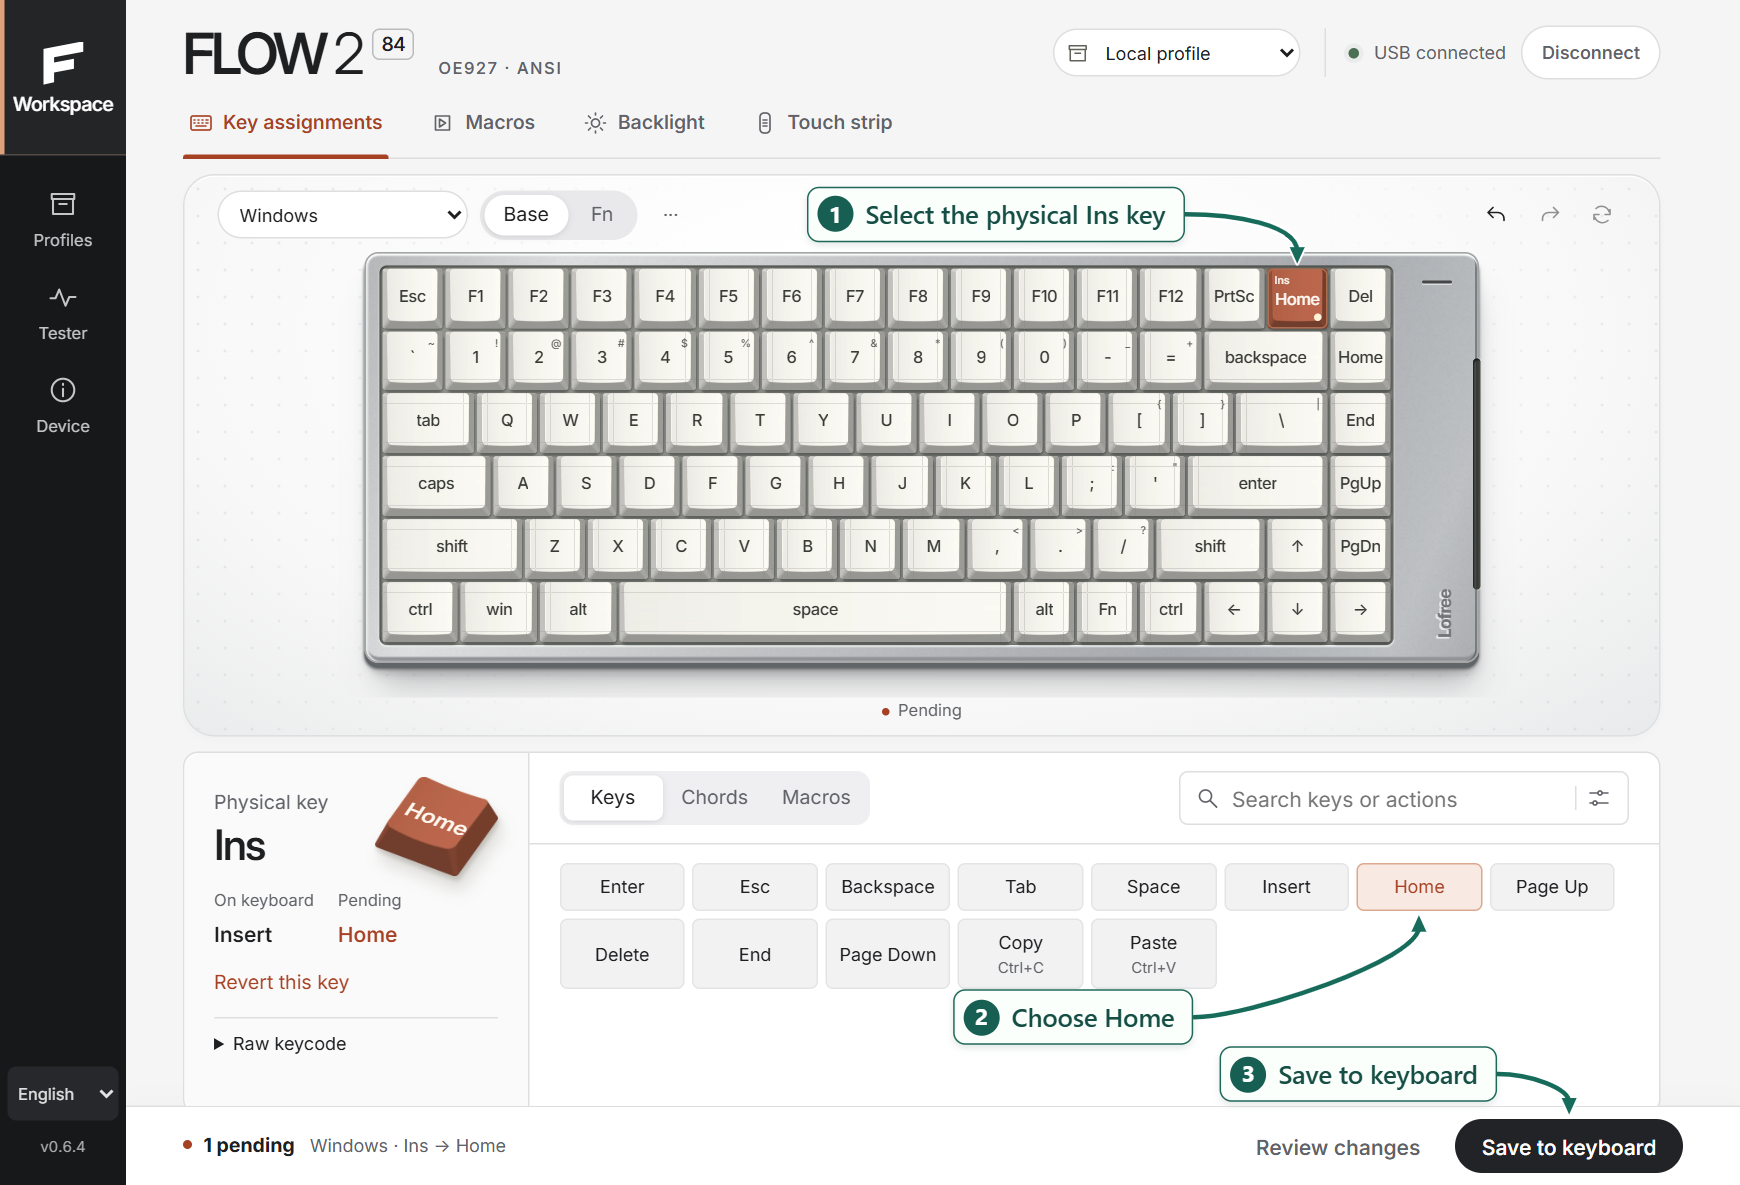 Workspace
Profiles
Tester
Device
English
v0.6.4
FLOW 2 84
OE927 · ANSI
Local profile
USB connected
Disconnect
Key assignments
Macros
Backlight
Touch strip
Windows
Base
Fn
...
1 Select the physical Ins key
Esc F1 F2 F3 F4 F5 F6 F7 F8 F9 F10 F11 F12 PrtSc Ins Home Del
` ~ 1 ! 2 @ 3 # 4 $ 5 % 6 ^ 7 & 8 * 9 ( 0 ) - _ = + backspace Home
tab Q W E R T Y U I O P [ { ] } \ | End
caps A S D F G H J K L ; : ' " enter PgUp
shift Z X C V B N M , < . > / ? shift ↑ PgDn
ctrl win alt space alt Fn ctrl ← ↓ →
Lofree
Pending
Physical key
Ins
Home
On keyboard Pending
Insert Home
Revert this key
Raw keycode
Keys Chords Macros
Search keys or actions
Enter Esc Backspace Tab Space Insert Home Page Up
Delete End Page Down Copy Paste
Ctrl+C Ctrl+V
2 Choose Home
3 Save to keyboard
1 pending Windows · Ins → Home
Review changes
Save to keyboard